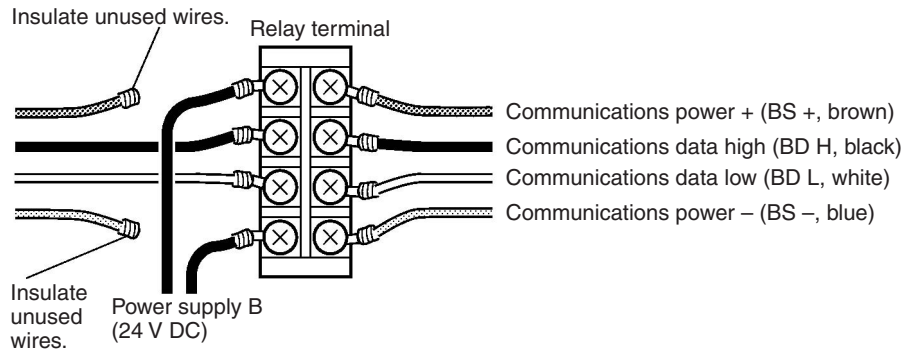 Insulate unused wires.
Relay terminal
Communications power + (BS +, brown)
Communications data high (BD H, black)
Communications data low (BD L, white)
Communications power – (BS –, blue)
Insulate
unused
wires.
Power supply B
(24 V DC)